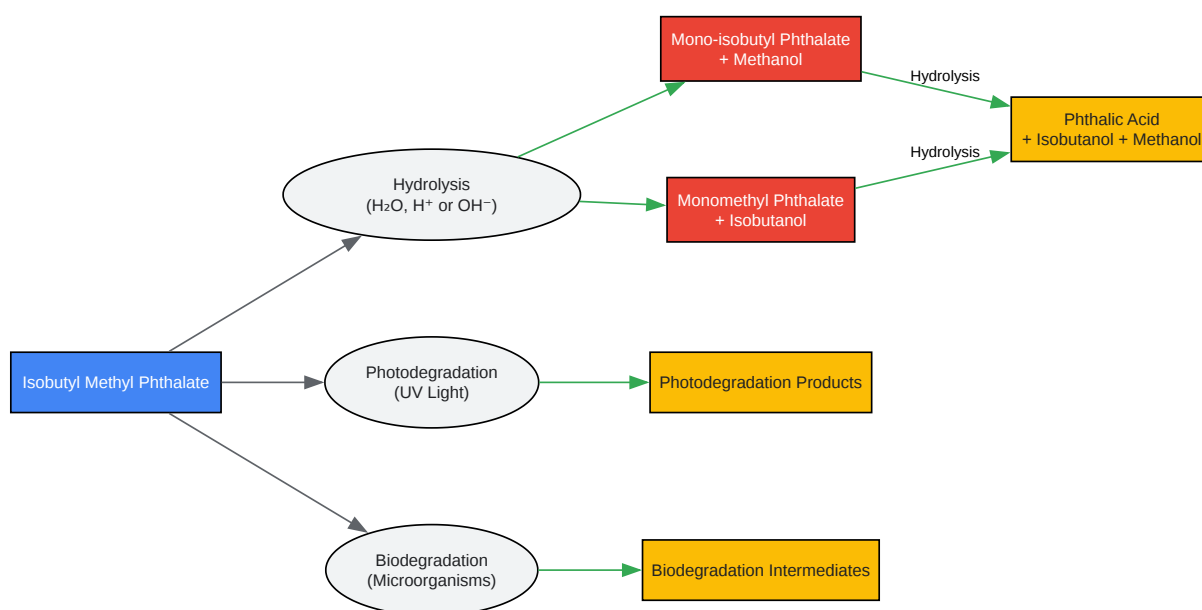 Mono-isobutyl Phthalate
+ Methanol
Hydrolysis
Phthalic Acid
+ Isobutanol + Methanol
Hydrolysis
(H₂O, H⁺ or OH⁻)
Hydrolysis
Monomethyl Phthalate
+ Isobutanol
Isobutyl Methyl Phthalate
Photodegradation
(UV Light)
Photodegradation Products
Biodegradation
(Microorganisms)
Biodegradation Intermediates